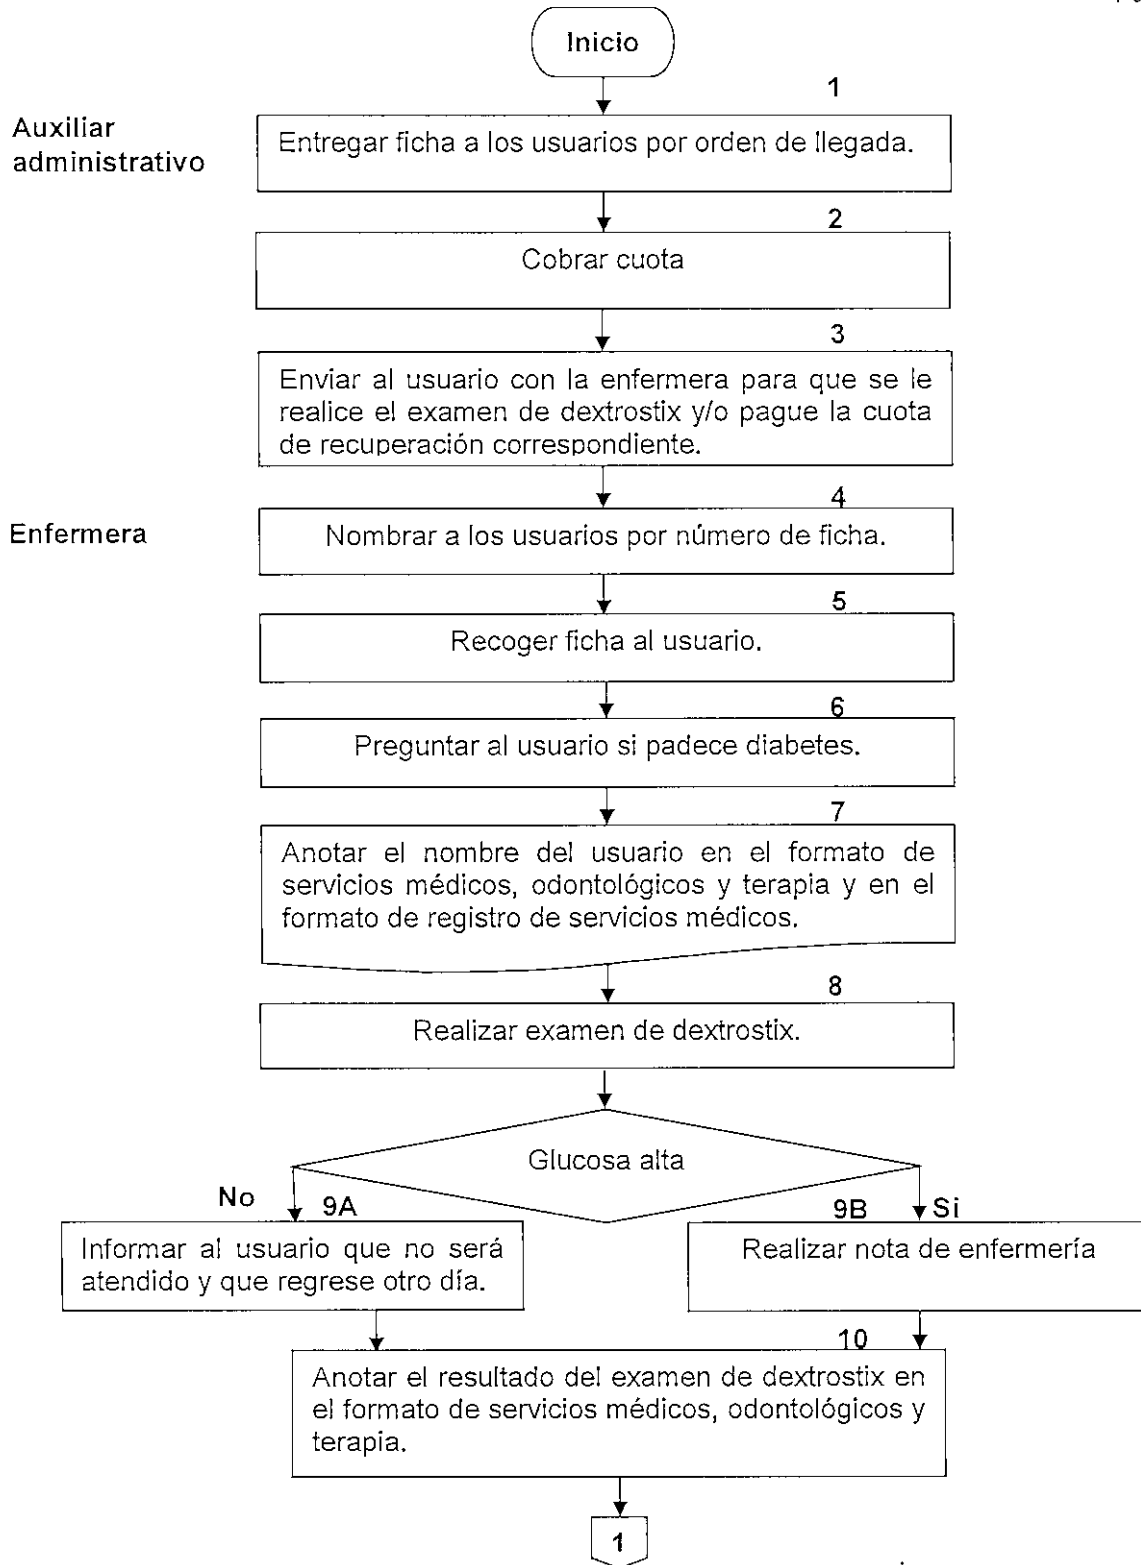 Inicio
1
Auxiliar
administrativo
Entregar ficha a los usuarios por orden de llegada.
2
Cobrar cuota
3
Enviar al usuario con la enfermera para que se le
realice el examen de dextrostix y/o pague la cuota
de recuperación correspondiente.
4
Enfermera
Nombrar a los usuarios por número de ficha.
5
Recoger ficha al usuario.
6
Preguntar al usuario si padece diabetes.
7
Anotar el nombre del usuario en el formato de
servicios médicos, odontológicos y terapia y en el
formato de registro de servicios médicos.
8
Realizar examen de dextrostix.
Glucosa alta
No
9A
9B
Si
Informar al usuario que no será
atendido y que regrese otro día.
Realizar nota de enfermería
10
Anotar el resultado del examen de dextrostix en
el formato de servicios médicos, odontológicos y
terapia.
1